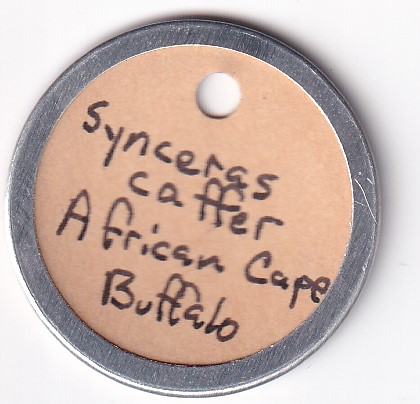 Synceras
caffer
African Cape
Buffalo